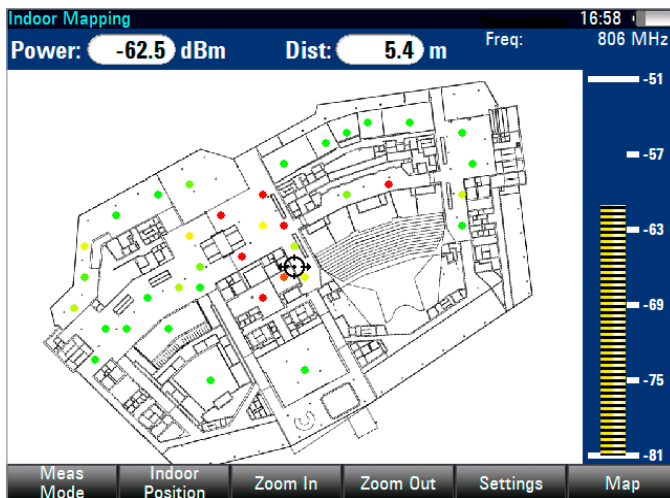 Indoor Mapping 16:58
Power: -62.5 dBm Dist: 5.4 m Freq: 806 MHz
-51
-57
-63
-69
-75
-81
Meas Mode Indoor Position Zoom In Zoom Out Settings Map